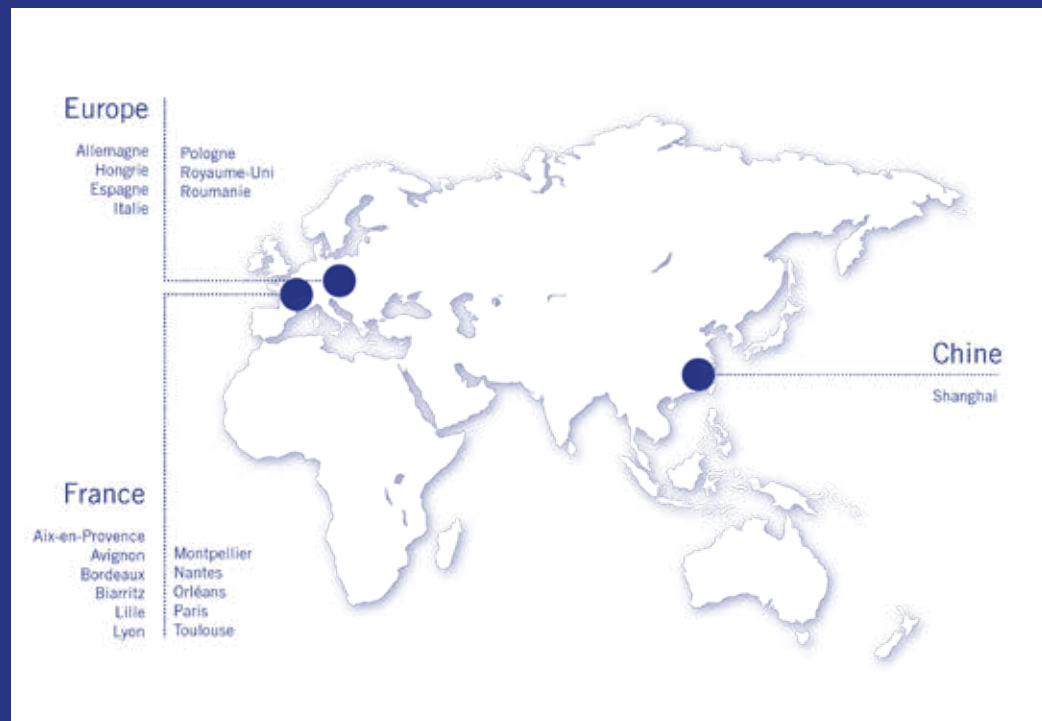 Europe
Allemagne
Hongrie
Espagne
Italie
Pologne
Royaume-Uni
Roumanie
Chine
Shanghai
France
Aix-en-Provence
Avignon
Bordeaux
Biarritz
Lille
Lyon
Montpellier
Nantes
Orléans
Paris
Toulouse